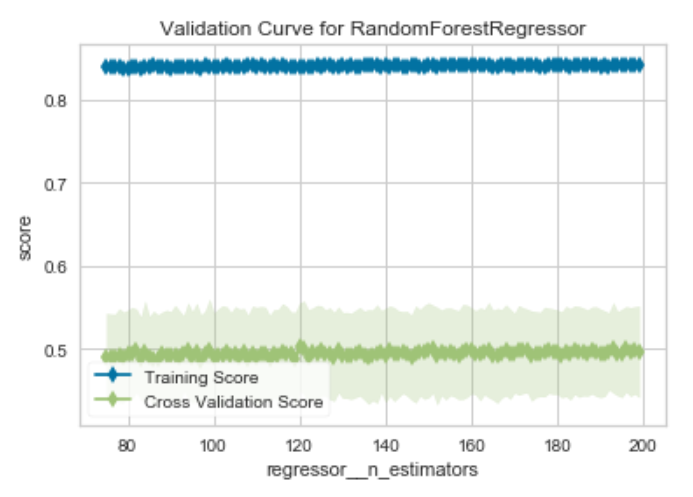 Validation Curve for RandomForestRegressor
score
0.8
0.7
0.6
0.5
Training Score
Cross Validation Score
80 100 120 140 160 180 200
regressor__n_estimators